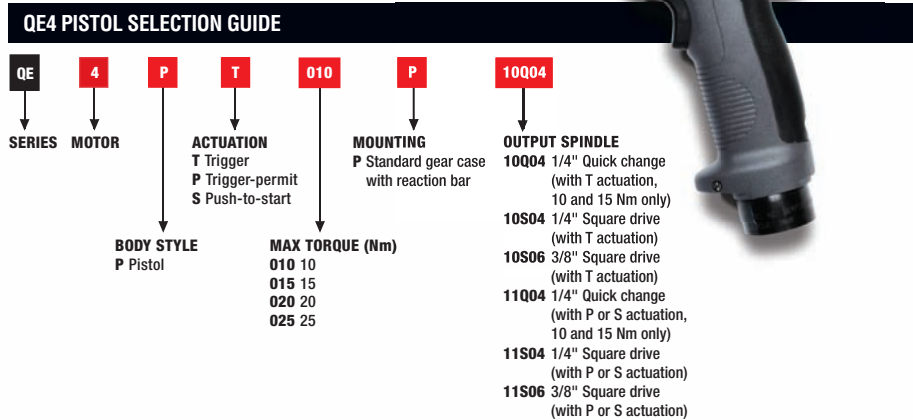 QE4 PISTOL SELECTION GUIDE
QE 4 P T 010 P 10Q04
SERIES
MOTOR
BODY STYLE
P Pistol
ACTUATION
T Trigger
P Trigger-permit
S Push-to-start
MAX TORQUE (Nm)
010 10
015 15
020 20
025 25
MOUNTING
P Standard gear case
with reaction bar
OUTPUT SPINDLE
10Q04 1/4" Quick change
(with T actuation,
10 and 15 Nm only)
10S04 1/4" Square drive
(with T actuation)
10S06 3/8" Square drive
(with T actuation)
11Q04 1/4" Quick change
(with P or S actuation,
10 and 15 Nm only)
11S04 1/4" Square drive
(with P or S actuation)
11S06 3/8" Square drive
(with P or S actuation)